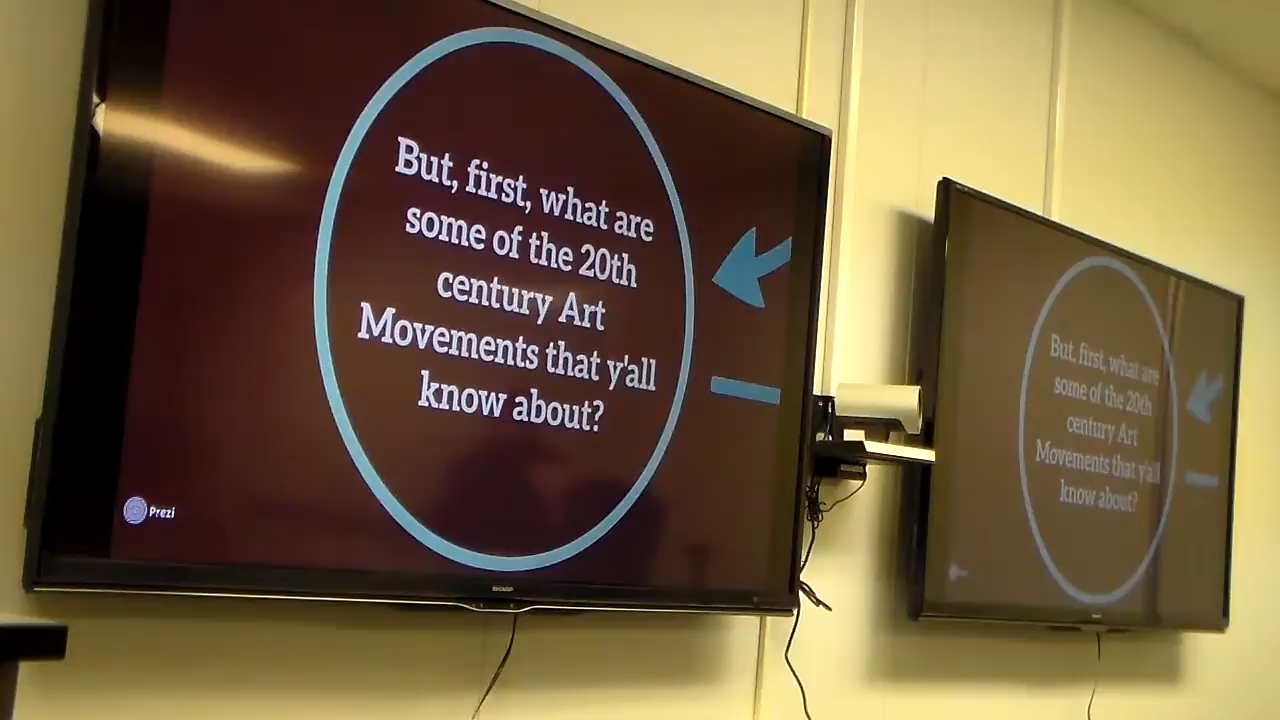 But, first, what are
some of the 20th
century Art
Movements that y'all
know about?
Prezi
SHARP
But, first, what are
some of the 20th
century Art
Movements that y'all
know about?